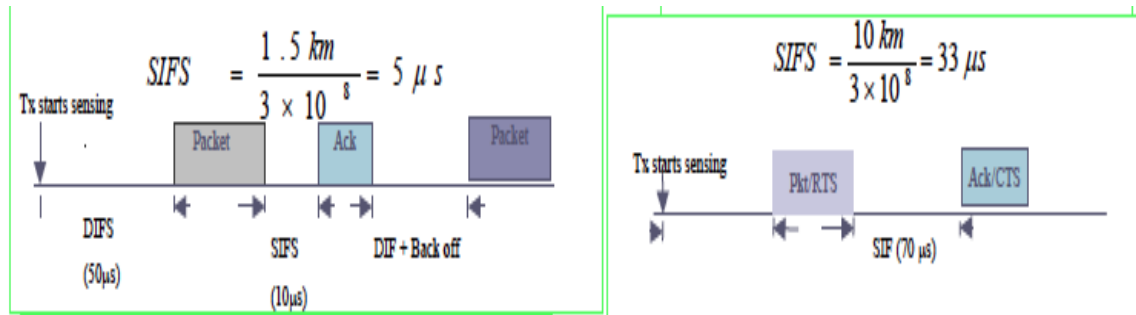 SIFS = 1 . 5 km / 3 × 10 8 = 5 μ s
Tx starts sensing
Packet
Ack
Packet
DIFS
(50μs)
SIFS
(10μs)
DIF + Back off
SIFS = 10 km / 3 × 10 8 = 33 μs
Tx starts sensing
Pkt/RTS
Ack/CTS
SIF (70 μs)